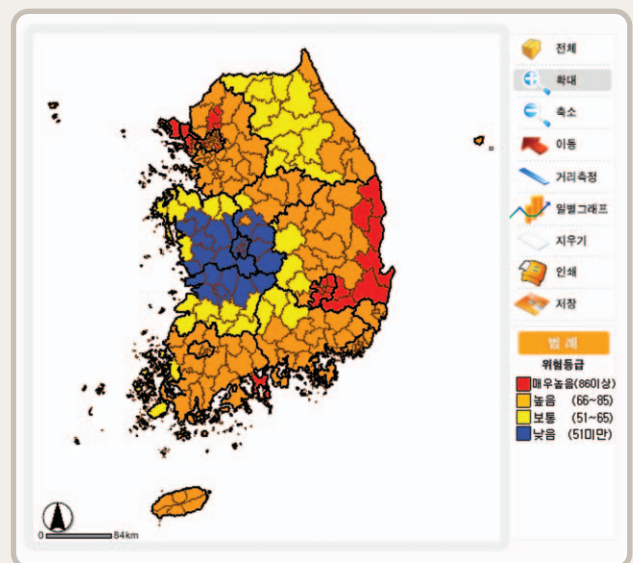 전체
확대
축소
이동
거리측정
일별그래프
지우기
인쇄
저장
범 례
위험등급
매우높음(86이상)
높음 (66~85)
보통 (51~65)
낮음 (51미만)
0 84km